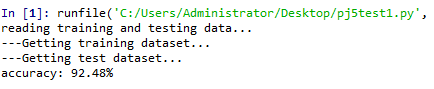 In [1]: runfile('C:/Users/Administrator/Desktop/pj5test1.py',
reading training and testing data...
---Getting training dataset...
---Getting test dataset...
accuracy: 92.48%